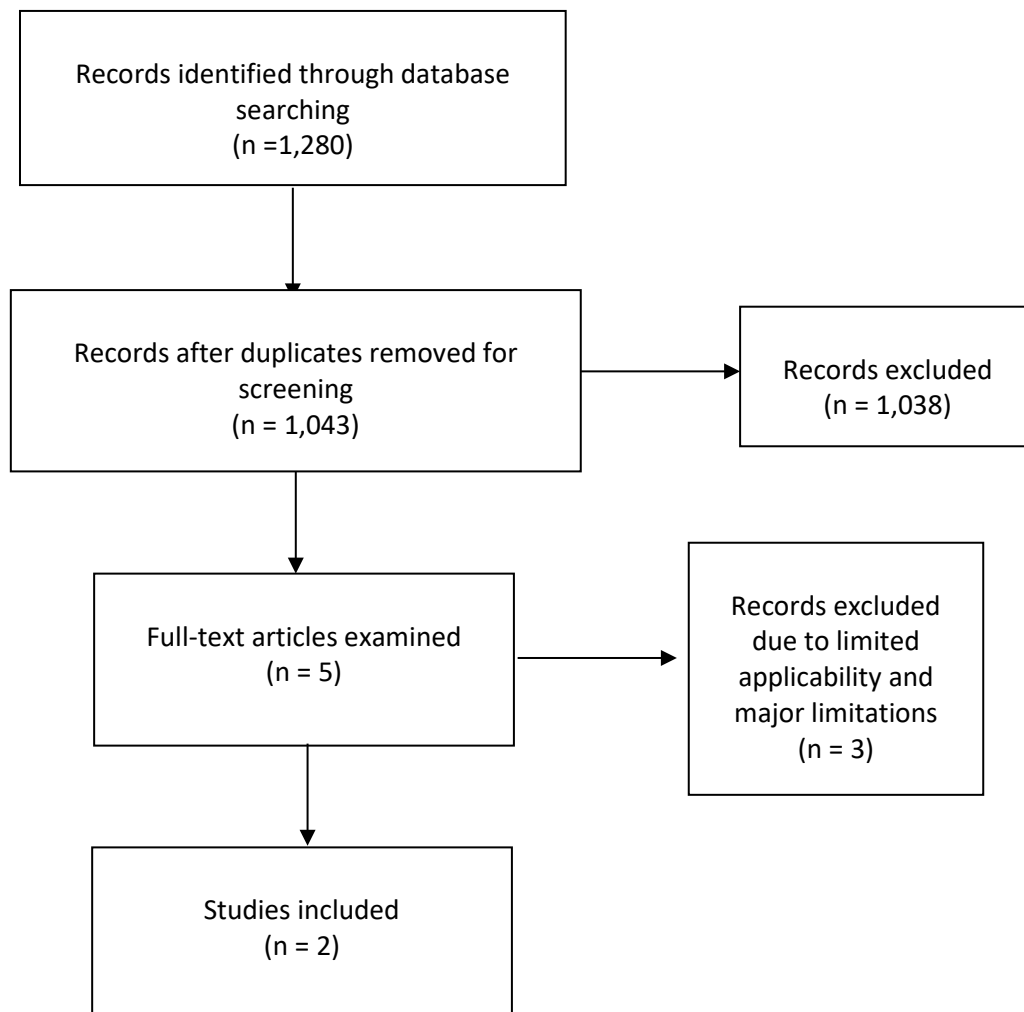 Records identified through database
searching
(n =1,280)
Records after duplicates removed for
screening
(n = 1,043)
Records excluded
(n = 1,038)
Full-text articles examined
(n = 5)
Records excluded
due to limited
applicability and
major limitations
(n = 3)
Studies included
(n = 2)